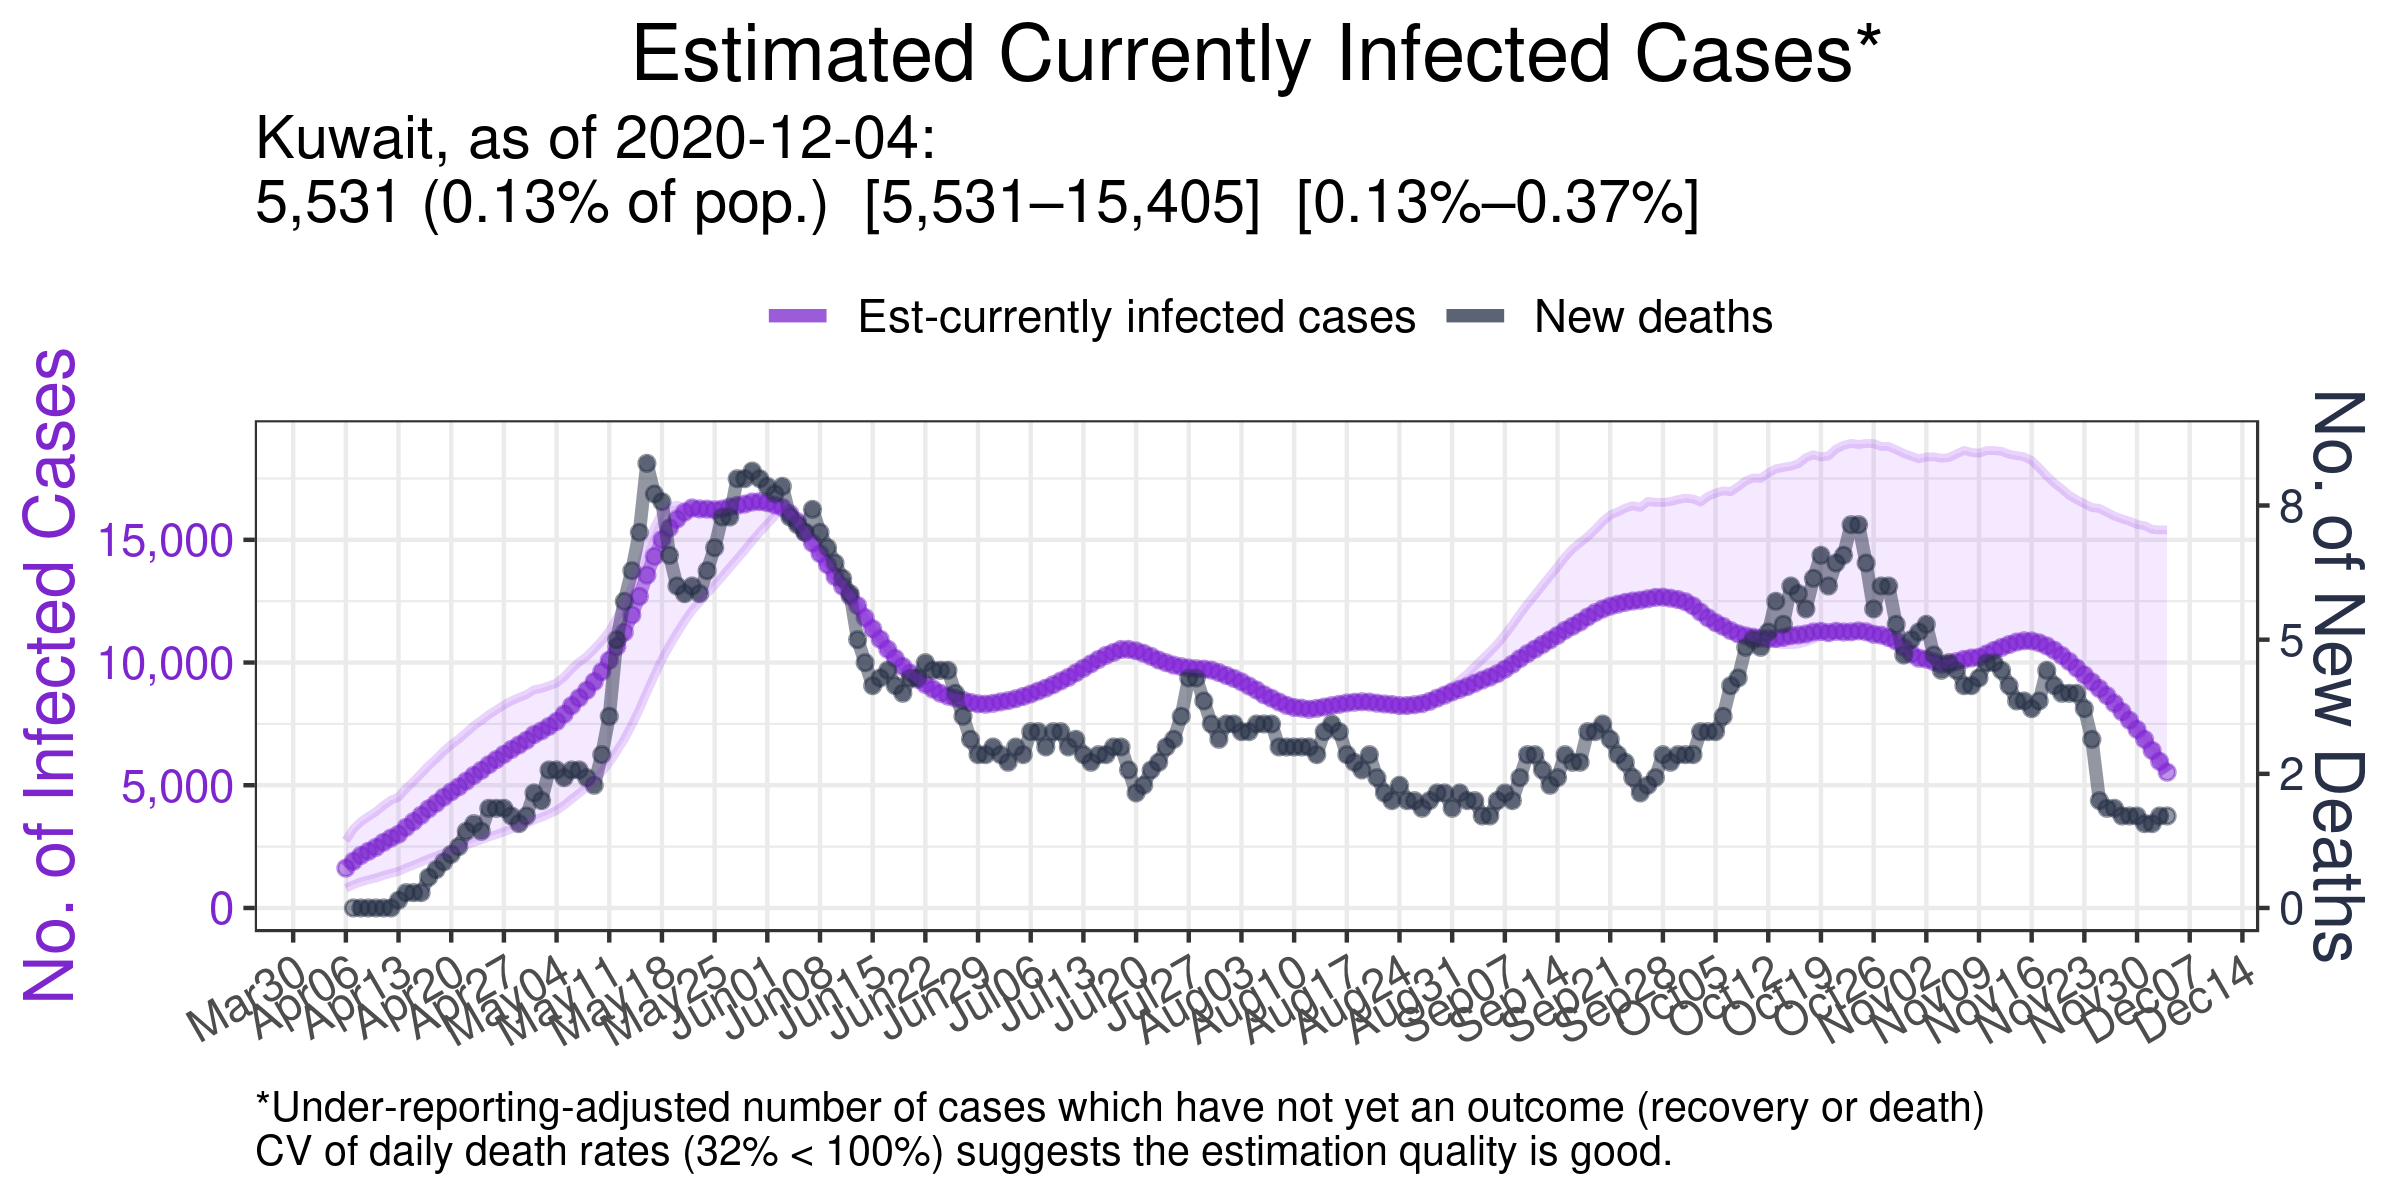 Estimated Currently Infected Cases*
Kuwait, as of 2020-12-04:
5,531 (0.13% of pop.) [5,531–15,405] [0.13%–0.37%]
Est-currently infected cases
New deaths
No. of Infected Cases
15,000
10,000
5,000
0
No. of New Deaths
8
5
2
0
Mar30
Apr06
Apr13
Apr20
Apr27
May04
May11
May18
May25
Jun01
Jun08
Jun15
Jun22
Jun29
Jul06
Jul13
Jul20
Jul27
Aug03
Aug10
Aug17
Aug24
Aug31
Sep07
Sep14
Sep21
Sep28
Oct05
Oct12
Oct19
Oct26
Nov02
Nov09
Nov16
Nov23
Nov30
Dec07
Dec14
*Under-reporting-adjusted number of cases which have not yet an outcome (recovery or death)
CV of daily death rates (32% < 100%) suggests the estimation quality is good.